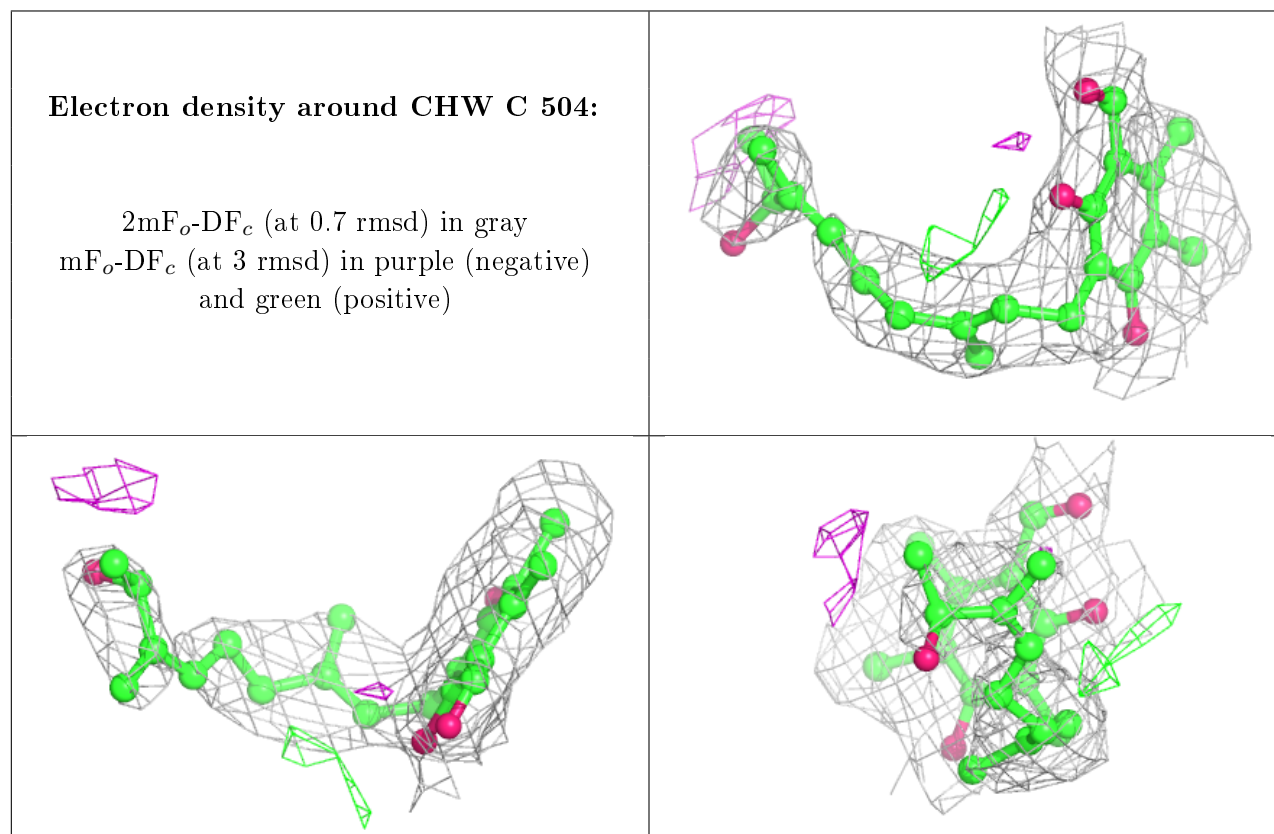 Electron density around CHW C 504:
2mFₒ-DF𝒸 (at 0.7 rmsd) in gray
mFₒ-DF𝒸 (at 3 rmsd) in purple (negative)
and green (positive)